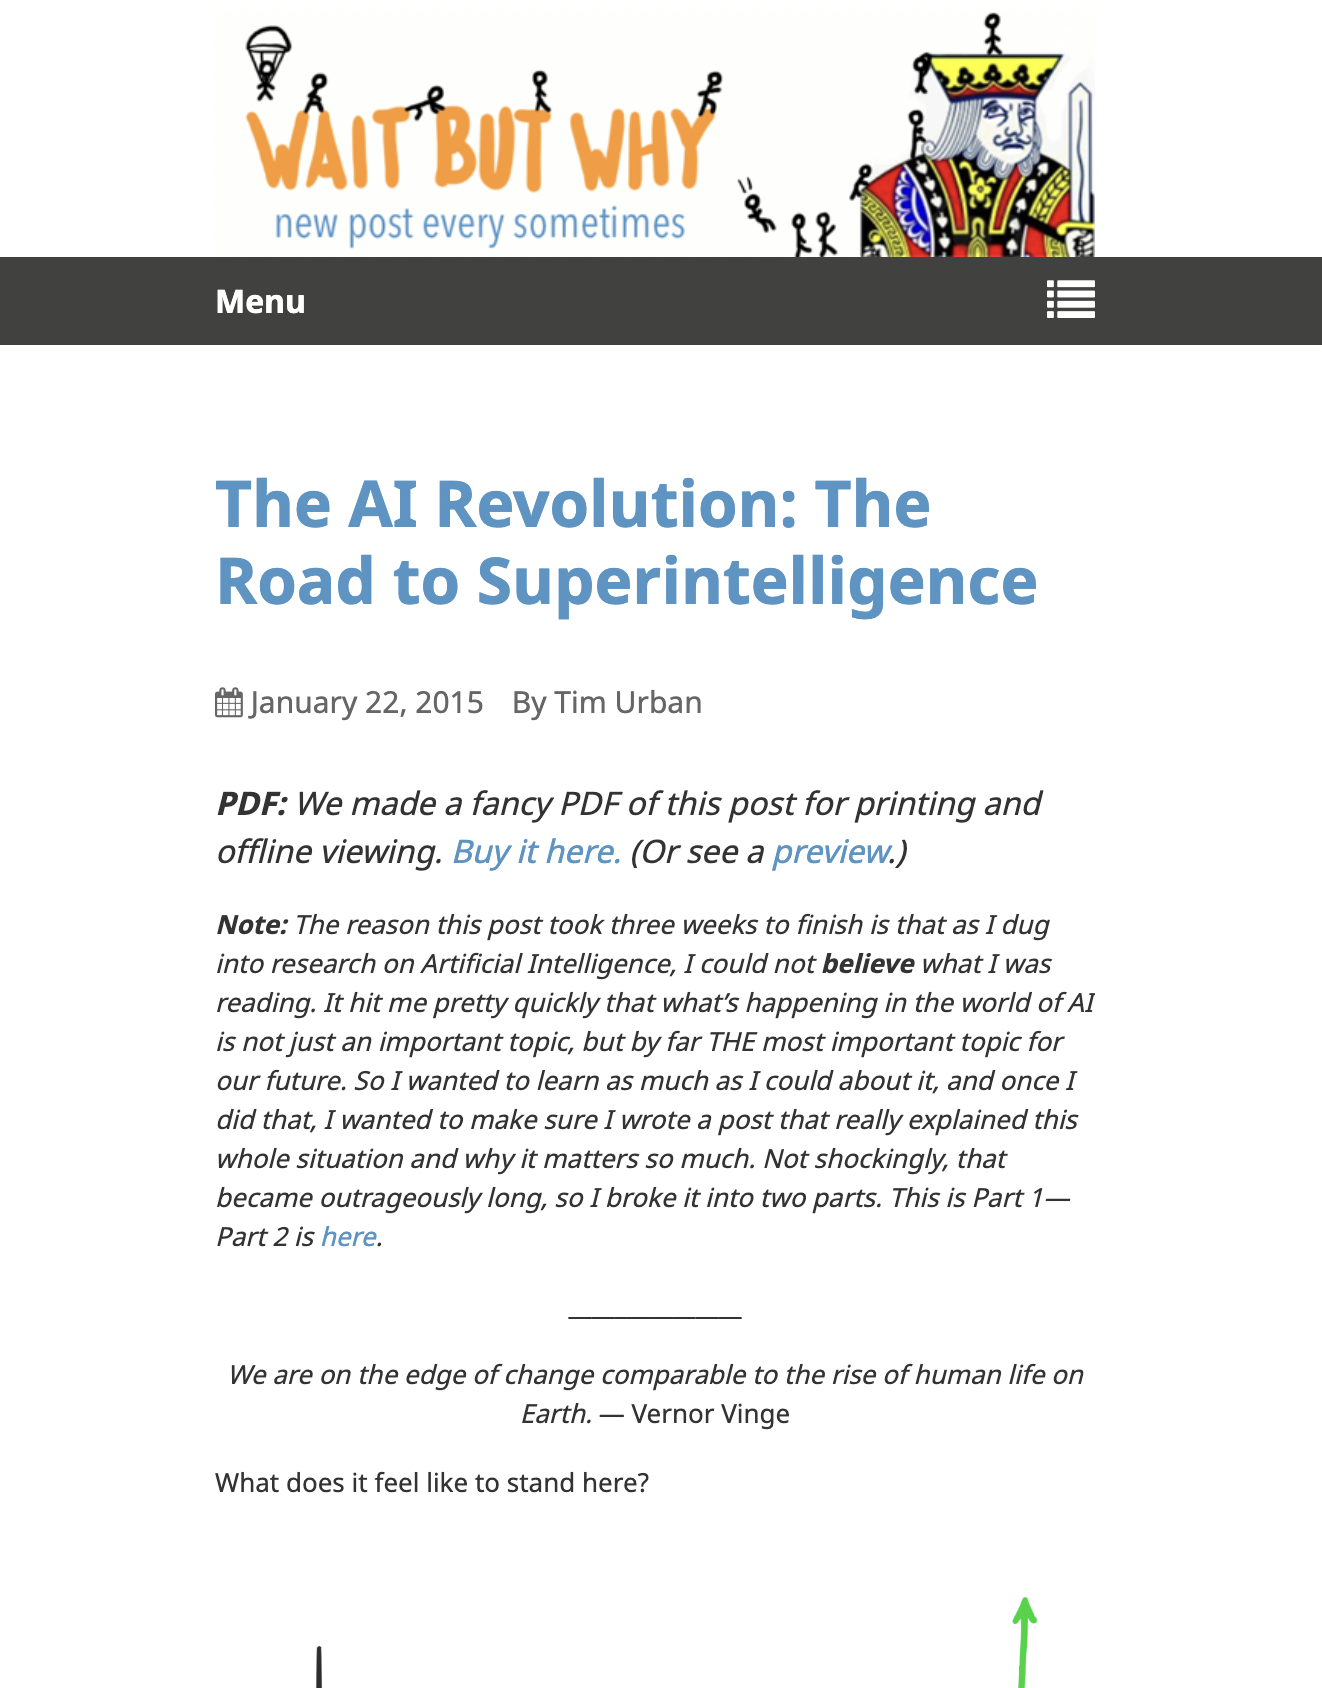 WAIT BUT WHY
new post every sometimes
Menu
The AI Revolution: The
Road to Superintelligence
January 22, 2015 By Tim Urban
PDF: We made a fancy PDF of this post for printing and
offline viewing. Buy it here. (Or see a preview.)
Note: The reason this post took three weeks to finish is that as I dug
into research on Artificial Intelligence, I could not believe what I was
reading. It hit me pretty quickly that what’s happening in the world of AI
is not just an important topic, but by far THE most important topic for
our future. So I wanted to learn as much as I could about it, and once I
did that, I wanted to make sure I wrote a post that really explained this
whole situation and why it matters so much. Not shockingly, that
became outrageously long, so I broke it into two parts. This is Part 1—
Part 2 is here.
We are on the edge of change comparable to the rise of human life on
Earth. — Vernor Vinge
What does it feel like to stand here?